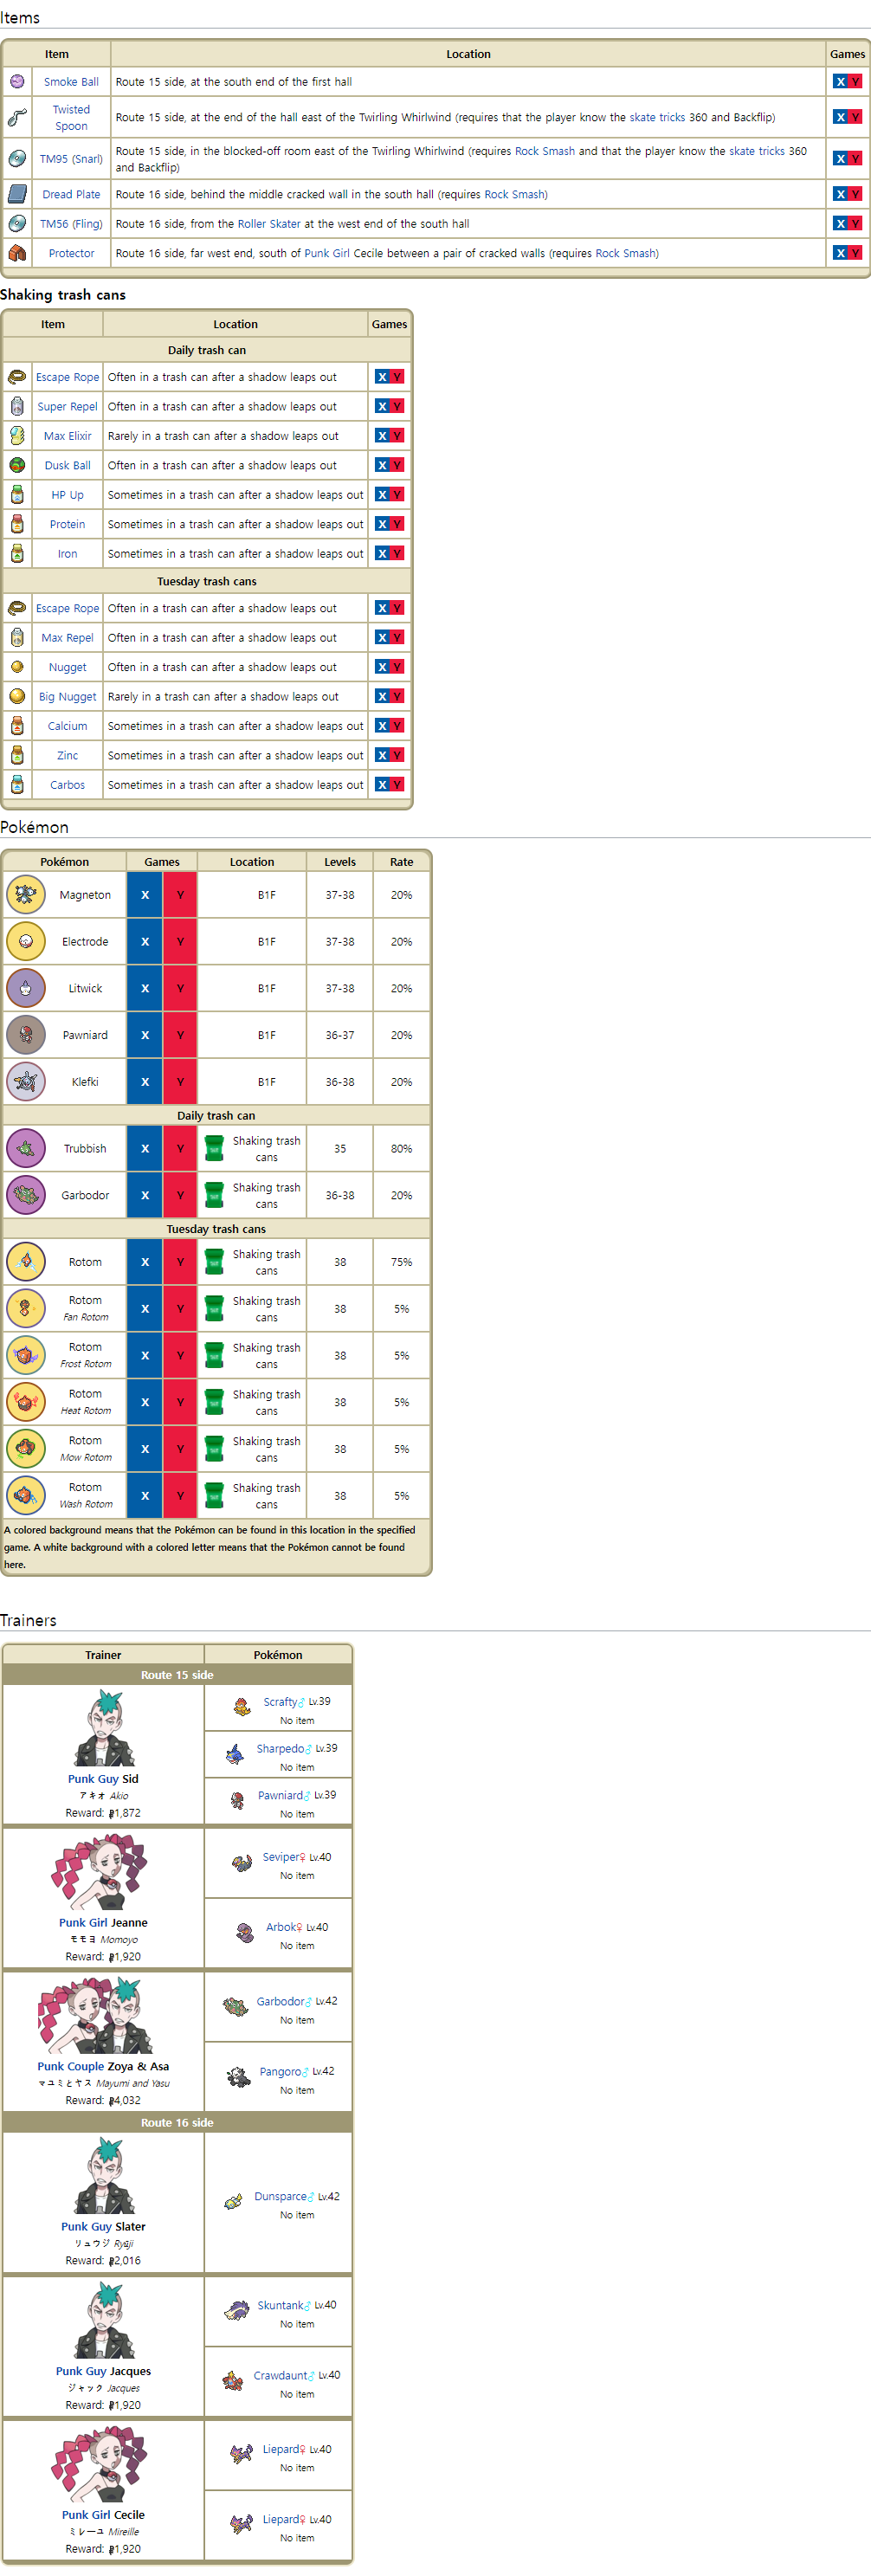 Items
Item Location Games
Smoke Ball Route 15 side, at the south end of the first hall X Y
Twisted
Spoon
Route 15 side, at the end of the hall east of the Twirling Whirlwind (requires that the player know the skate tricks 360 and Backflip) X Y
TM95 (Snarl)
Route 15 side, in the blocked-off room east of the Twirling Whirlwind (requires Rock Smash and that the player know the skate tricks 360
and Backflip)
X Y
Dread Plate Route 16 side, behind the middle cracked wall in the south hall (requires Rock Smash) X Y
TM56 (Fling) Route 16 side, from the Roller Skater at the west end of the south hall X Y
Protector Route 16 side, far west end, south of Punk Girl Cecile between a pair of cracked walls (requires Rock Smash) X Y
Shaking trash cans
Item Location Games
Daily trash can
Escape Rope Often in a trash can after a shadow leaps out X Y
Super Repel Often in a trash can after a shadow leaps out X Y
Max Elixir Rarely in a trash can after a shadow leaps out X Y
Dusk Ball Often in a trash can after a shadow leaps out X Y
HP Up Sometimes in a trash can after a shadow leaps out X Y
Protein Sometimes in a trash can after a shadow leaps out X Y
Iron Sometimes in a trash can after a shadow leaps out X Y
Tuesday trash cans
Escape Rope Often in a trash can after a shadow leaps out X Y
Max Repel Often in a trash can after a shadow leaps out X Y
Nugget Often in a trash can after a shadow leaps out X Y
Big Nugget Rarely in a trash can after a shadow leaps out X Y
Calcium Sometimes in a trash can after a shadow leaps out X Y
Zinc Sometimes in a trash can after a shadow leaps out X Y
Carbos Sometimes in a trash can after a shadow leaps out X Y
Pokémon
Pokémon Games Location Levels Rate
Magneton X Y B1F 37-38 20%
Electrode X Y B1F 37-38 20%
Litwick X Y B1F 37-38 20%
Pawniard X Y B1F 36-37 20%
Klefki X Y B1F 36-38 20%
Daily trash can
Trubbish X Y Shaking trash
cans
35 80%
Garbodor X Y Shaking trash
cans
36-38 20%
Tuesday trash cans
Rotom X Y Shaking trash
cans
38 75%
Rotom
Fan Rotom
X Y Shaking trash
cans
38 5%
Rotom
Frost Rotom
X Y Shaking trash
cans
38 5%
Rotom
Heat Rotom
X Y Shaking trash
cans
38 5%
Rotom
Mow Rotom
X Y Shaking trash
cans
38 5%
Rotom
Wash Rotom
X Y Shaking trash
cans
38 5%
A colored background means that the Pokémon can be found in this location in the specified
game. A white background with a colored letter means that the Pokémon cannot be found
here.
Trainers
Trainer Pokémon
Route 15 side
Punk Guy Sid
アキオ Akio
Reward: 1,872
Scrafty♂ Lv.39
No item
Sharpedo♂ Lv.39
No item
Pawniard♂ Lv.39
No item
Punk Girl Jeanne
モモヨ Momoyo
Reward: 1,920
Seviper♀ Lv.40
No item
Arbok♀ Lv.40
No item
Punk Couple Zoya & Asa
マユミとヤス Mayumi and Yasu
Reward: 4,032
Garbodor♂ Lv.42
No item
Pangoro♂ Lv.42
No item
Route 16 side
Punk Guy Slater
リュウジ Ryūji
Reward: 2,016
Dunsparce♂ Lv.42
No item
Punk Guy Jacques
ジャック Jacques
Reward: 1,920
Skuntank♂ Lv.40
No item
Crawdaunt♂ Lv.40
No item
Punk Girl Cecile
ミレーユ Mireille
Reward: 1,920
Liepard♀ Lv.40
No item
Liepard♀ Lv.40
No item